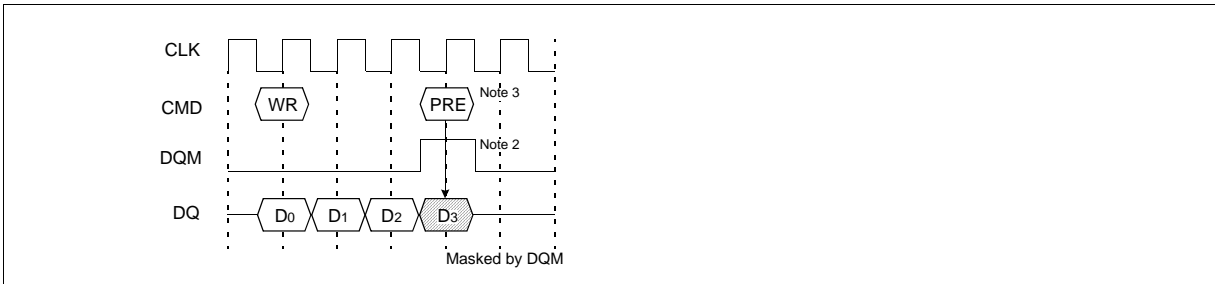 CLK
CMD WR PRE Note 3
DQM Note 2
DQ D0 D1 D2 D3
Masked by DQM